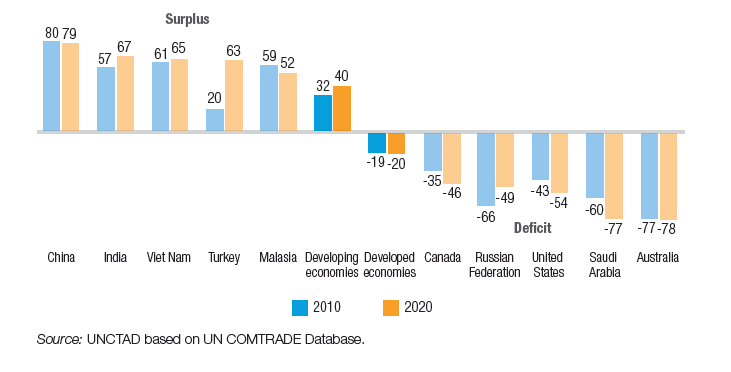 Surplus
80 79
57 67
61 65
20 63
59 52
32 40
-19 -20
-35 -46
-66 -49
-43 -54
-60 -77
-77 -78
Deficit
China India Viet Nam Turkey Malasia Developing Developed Canada Russian United Saudi Australia
economies economies Federation States Arabia
2010 2020
Source: UNCTAD based on UN COMTRADE Database.